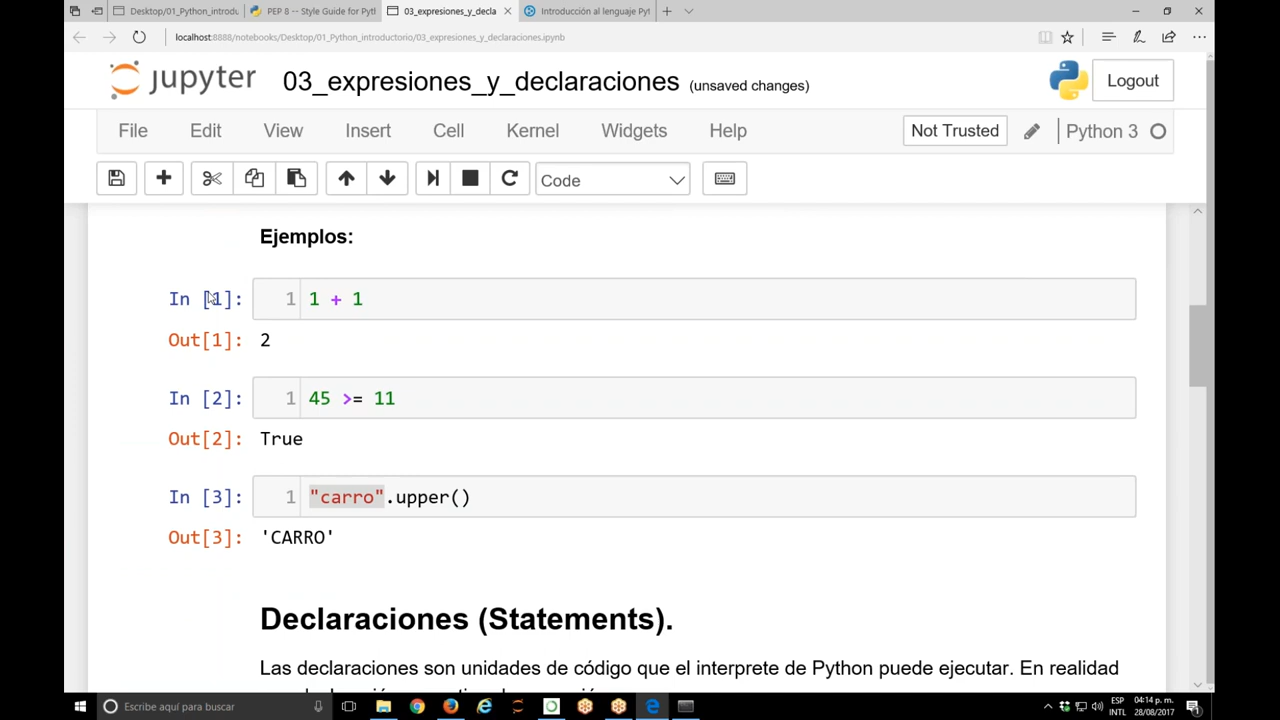 Desktop/01_Python_introdu
PEP 8 -- Style Guide for Pytl
03_expresiones_y_decla
Introducción al lenguaje Pyt
localhost:8888/notebooks/Desktop/01_Python_introductorio/03_expresiones_y_declaraciones.ipynb
jupyter 03_expresiones_y_declaraciones (unsaved changes)
Logout
File Edit View Insert Cell Kernel Widgets Help
Not Trusted
Python 3
Code
Ejemplos:
In [1]: 1 1 + 1
Out[1]: 2
In [2]: 1 45 >= 11
Out[2]: True
In [3]: 1 "carro".upper()
Out[3]: 'CARRO'
Declaraciones (Statements).
Las declaraciones son unidades de código que el interprete de Python puede ejecutar. En realidad
Escribe aquí para buscar
ESP
04:14 p. m.
INTL
28/08/2017